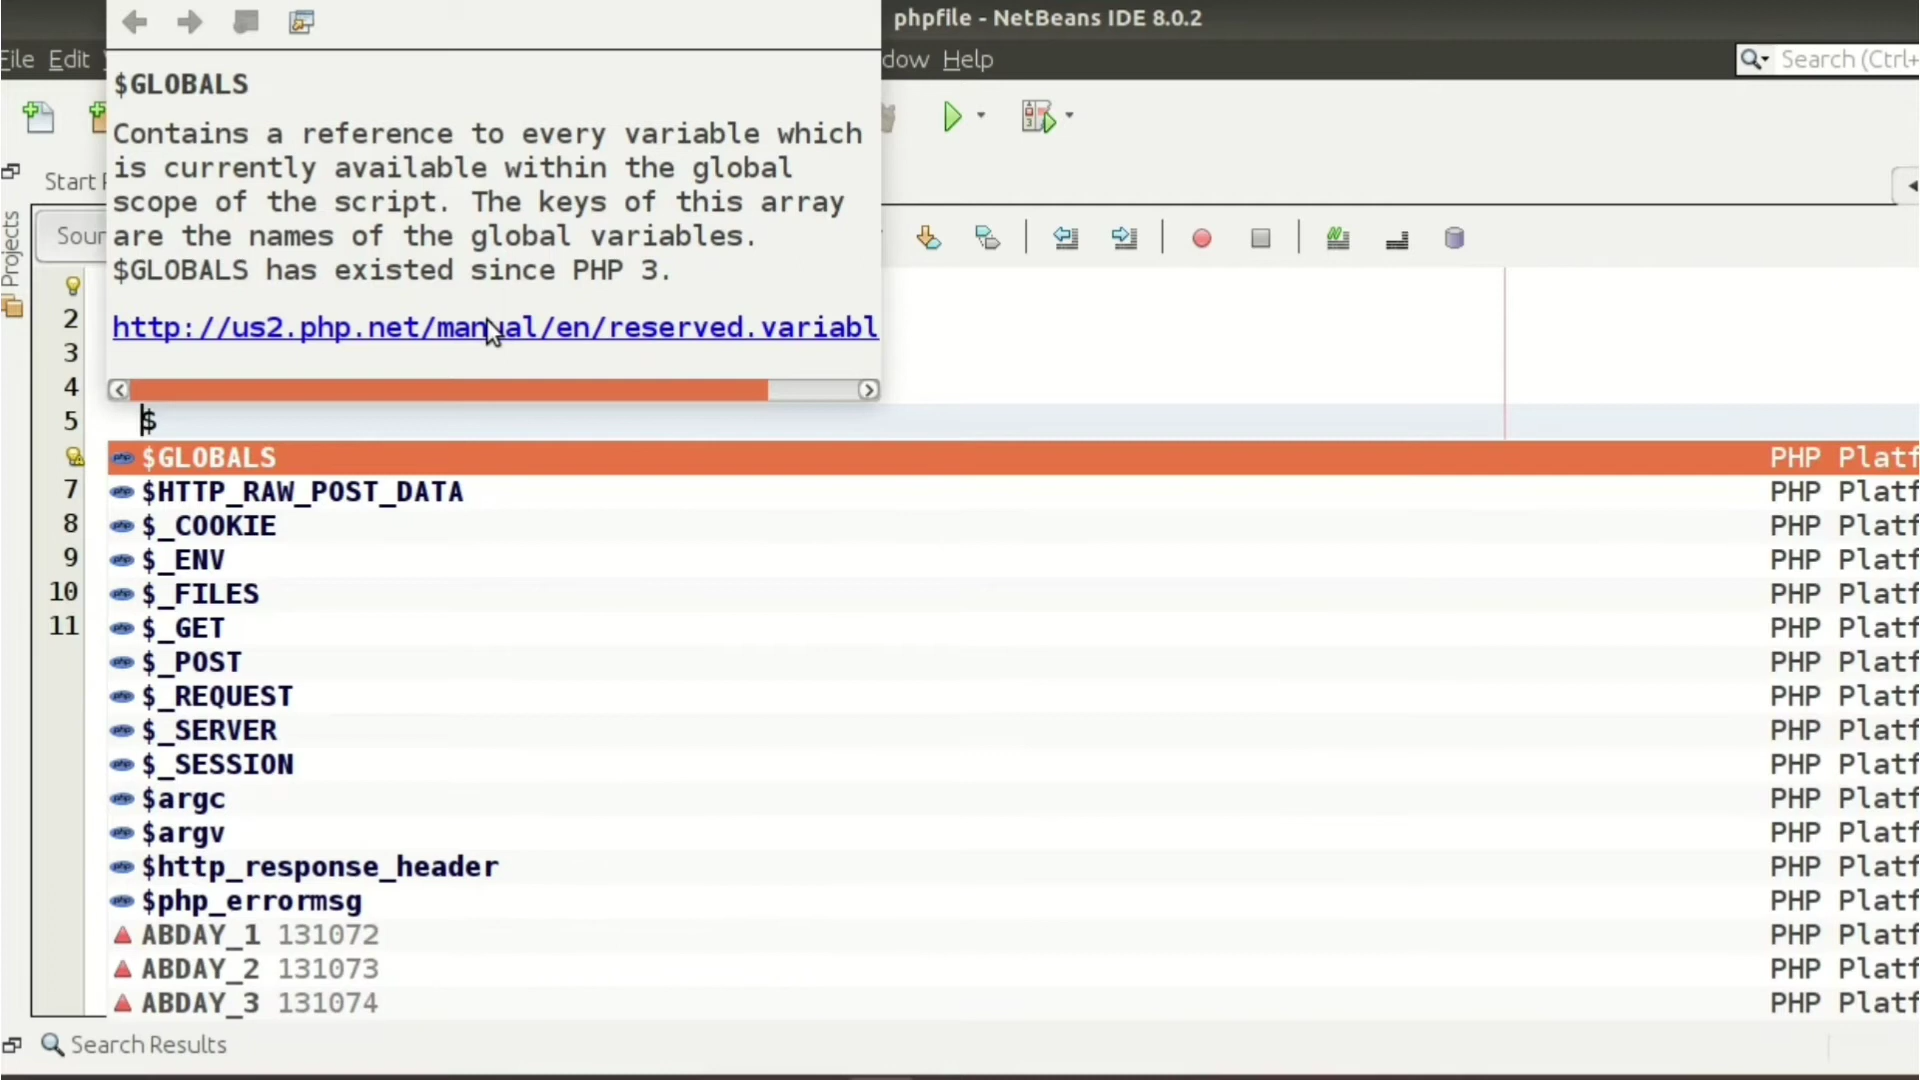 phpfile - NetBeans IDE 8.0.2
File Edit
dow Help
Search (Ctrl+
$GLOBALS
Contains a reference to every variable which
is currently available within the global
scope of the script. The keys of this array
are the names of the global variables.
$GLOBALS has existed since PHP 3.
http://us2.php.net/manual/en/reserved.variabl
Start P
Projects
Sour
2
3
4
5 $
$GLOBALS PHP Platf
7 $HTTP_RAW_POST_DATA PHP Platf
8 $_COOKIE PHP Platf
9 $_ENV PHP Platf
10 $_FILES PHP Platf
11 $_GET PHP Platf
$_POST PHP Platf
$_REQUEST PHP Platf
$_SERVER PHP Platf
$_SESSION PHP Platf
$argc PHP Platf
$argv PHP Platf
$http_response_header PHP Platf
$php_errormsg PHP Platf
ABDAY_1 131072 PHP Platf
ABDAY_2 131073 PHP Platf
ABDAY_3 131074 PHP Platf
Search Results